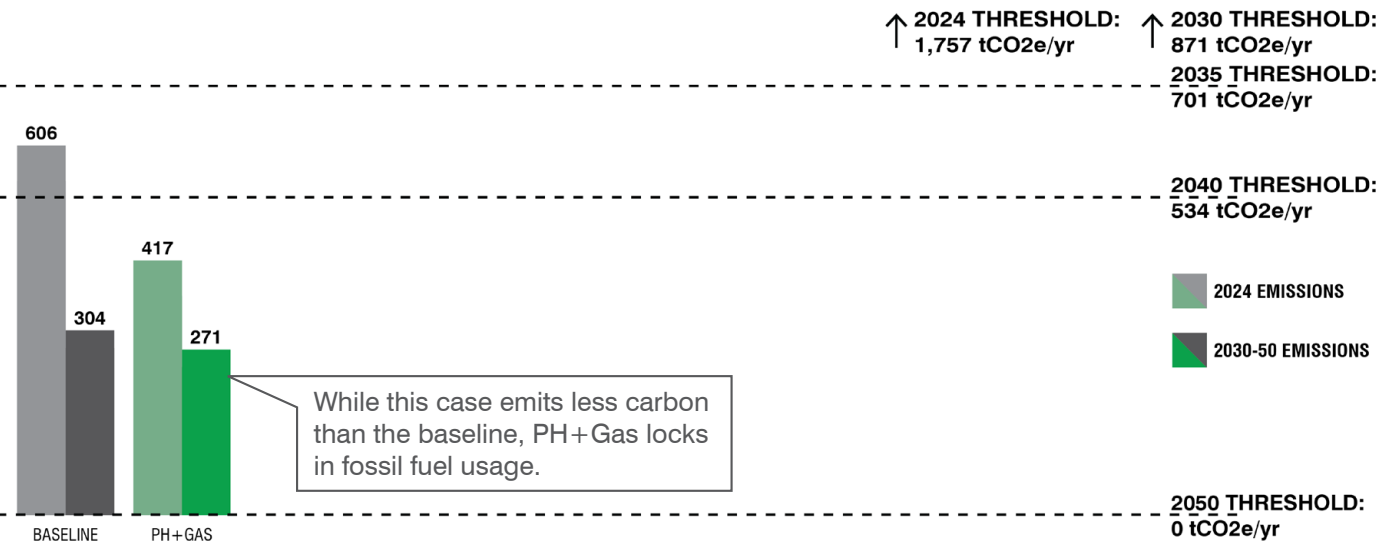 2024 THRESHOLD:
1,757 tCO2e/yr
2030 THRESHOLD:
871 tCO2e/yr
2035 THRESHOLD:
701 tCO2e/yr
606
2040 THRESHOLD:
534 tCO2e/yr
417
2024 EMISSIONS
304
271
2030-50 EMISSIONS
While this case emits less carbon
than the baseline, PH+Gas locks
in fossil fuel usage.
2050 THRESHOLD:
0 tCO2e/yr
BASELINE
PH+GAS